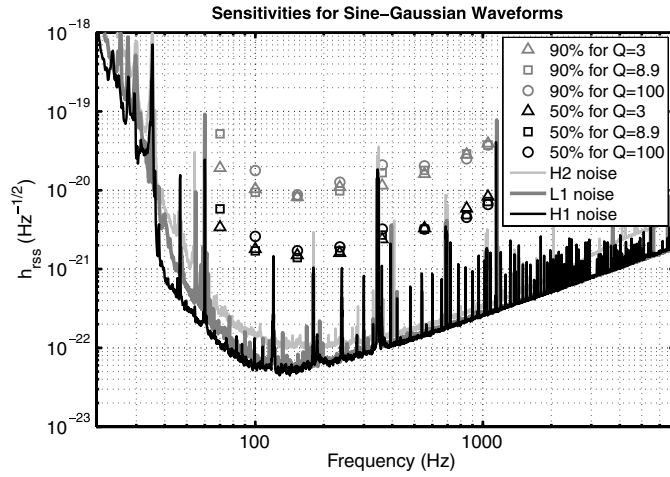 Sensitivities for Sine−Gaussian Waveforms
10−18
10−19
10−20
10−21
10−22
10−23
hrss (Hz−1/2)
90% for Q=3
90% for Q=8.9
90% for Q=100
50% for Q=3
50% for Q=8.9
50% for Q=100
H2 noise
L1 noise
H1 noise
100
1000
Frequency (Hz)